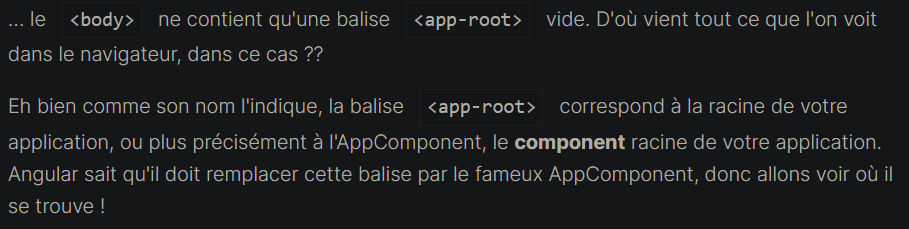 ... le <body> ne contient qu'une balise <app-root> vide. D'où vient tout ce que l'on voit
dans le navigateur, dans ce cas ??
Eh bien comme son nom l'indique, la balise <app-root> correspond à la racine de votre
application, ou plus précisément à l'AppComponent, le component racine de votre application.
Angular sait qu'il doit remplacer cette balise par le fameux AppComponent, donc allons voir où il
se trouve !